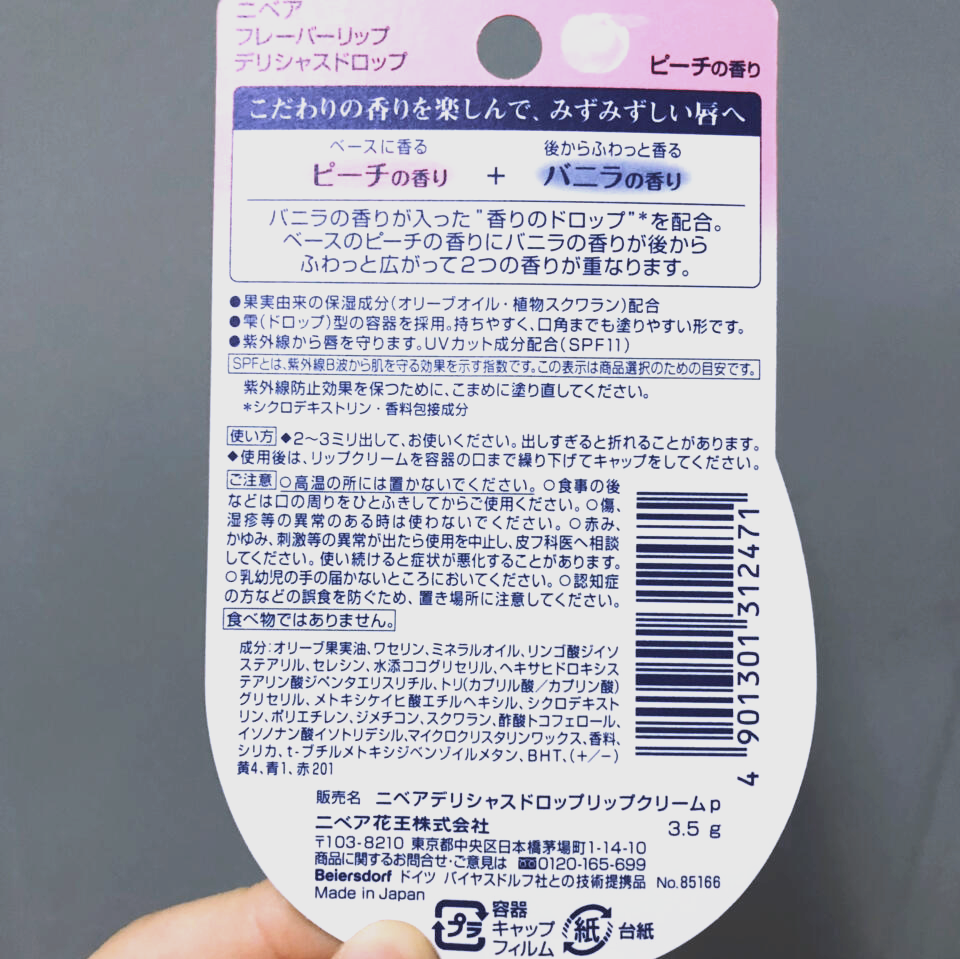 ニベア
フレーバーリップ
デリシャスドロップ
ピーチの香り
こだわりの香りを楽しんで、みずみずしい唇へ
ベースに香る
ピーチの香り
+
後からふわっと香る
バニラの香り
バニラの香りが入った"香りのドロップ"*を配合。
ベースのピーチの香りにバニラの香りが後から
ふわっと広がって2つの香りが重なります。
●果実由来の保湿成分(オリーブオイル・植物スクワラン)配合
●雫(ドロップ)型の容器を採用。持ちやすく、口角までも塗りやすい形です。
●紫外線から唇を守ります。UVカット成分配合(SPF11)
SPFとは、紫外線B波から肌を守る効果を示す指数です。この表示は商品選択のための目安です。
紫外線防止効果を保つために、こまめに塗り直してください。
*シクロデキストリン・香料包接成分
使い方 ◆2〜3ミリ出して、お使いください。出しすぎると折れることがあります。
◆使用後は、リップクリームを容器の口まで繰り下げてキャップをしてください。
ご注意 ○高温の所には置かないでください。○食事の後
などは口の周りをひとふきしてからご使用ください。○傷、
湿疹等の異常のある時は使わないでください。○赤み、
かゆみ、刺激等の異常が出たら使用を中止し、皮フ科医へ相談
してください。使い続けると症状が悪化することがあります。
○乳幼児の手の届かないところにおいてください。○認知症
の方などの誤食を防ぐため、置き場所に注意してください。
食べ物ではありません。
成分:オリーブ果実油、ワセリン、ミネラルオイル、リンゴ酸ジイソ
ステアリル、セレシン、水添ココグリセリル、ヘキサヒドロキシス
テアリン酸ジペンタエリスリチル、トリ(カプリル酸/カプリン酸)
グリセリル、メトキシケイヒ酸エチルヘキシル、シクロデキスト
リン、ポリエチレン、ジメチコン、スクワラン、酢酸トコフェロール、
イソノナン酸イソトリデシル、マイクロクリスタリンワックス、香料、
シリカ、t-ブチルメトキシジベンゾイルメタン、BHT、(+/−)
黄4、青1、赤201
4 901301 312471
販売名 ニベアデリシャスドロップリップクリームp
ニベア花王株式会社 3.5 g
〒103-8210 東京都中央区日本橋茅場町1-14-10
商品に関するお問合せ・ご意見は 0120-165-699
Beiersdorf ドイツ バイヤスドルフ社との技術提携品 No.85166
Made in Japan
プラ
容器
キャップ
フィルム
紙
台紙